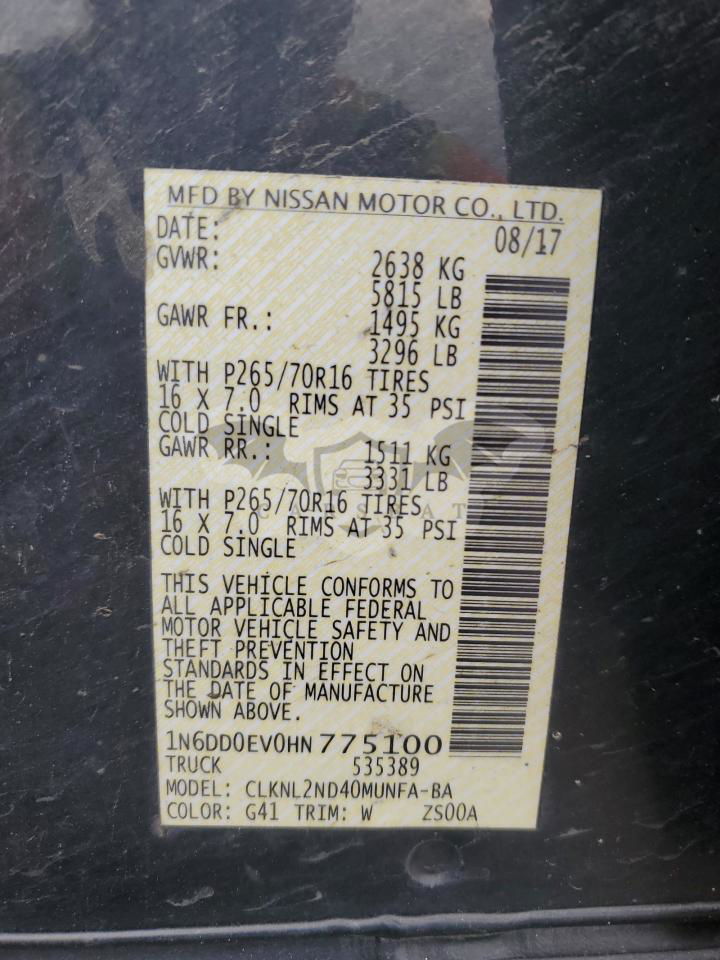 MFD BY NISSAN MOTOR CO., LTD.
DATE: 08/17
GVWR: 2638 KG
5815 LB
GAWR FR.: 1495 KG
3296 LB
WITH P265/70R16 TIRES
16 X 7.0 RIMS AT 35 PSI
COLD SINGLE
GAWR RR.: 1511 KG
3331 LB
WITH P265/70R16 TIRES
16 X 7.0 RIMS AT 35 PSI
COLD SINGLE
CARSWAT
THIS VEHICLE CONFORMS TO
ALL APPLICABLE FEDERAL
MOTOR VEHICLE SAFETY AND
THEFT PREVENTION
STANDARDS IN EFFECT ON
THE DATE OF MANUFACTURE
SHOWN ABOVE.
1N6DD0EV0HN 775100
TRUCK 535389
MODEL: CLKNL2ND40MUNFA-BA
COLOR: G41 TRIM: W ZS00A